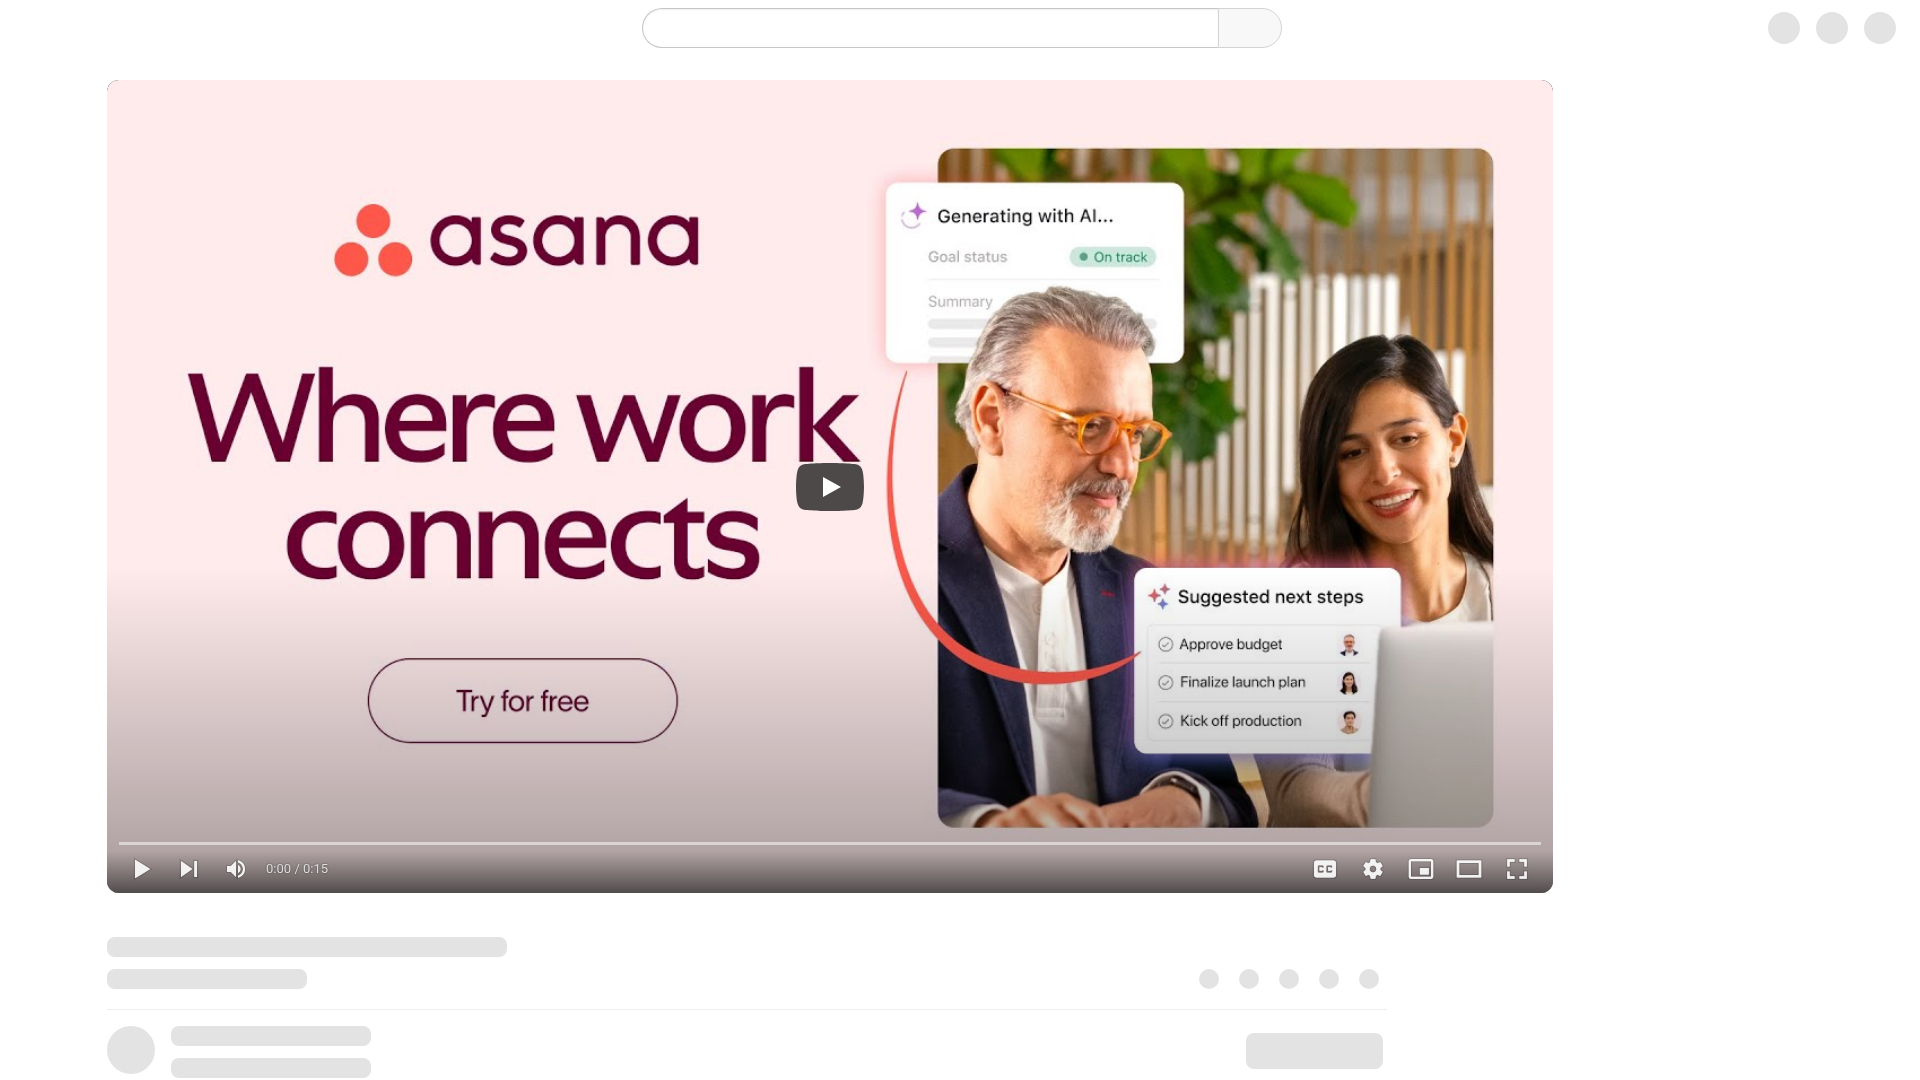 asana
Where work
connects
Try for free
Generating with AI...
Goal status
On track
Summary
Suggested next steps
Approve budget
Finalize launch plan
Kick off production
0:00 / 0:15
CC